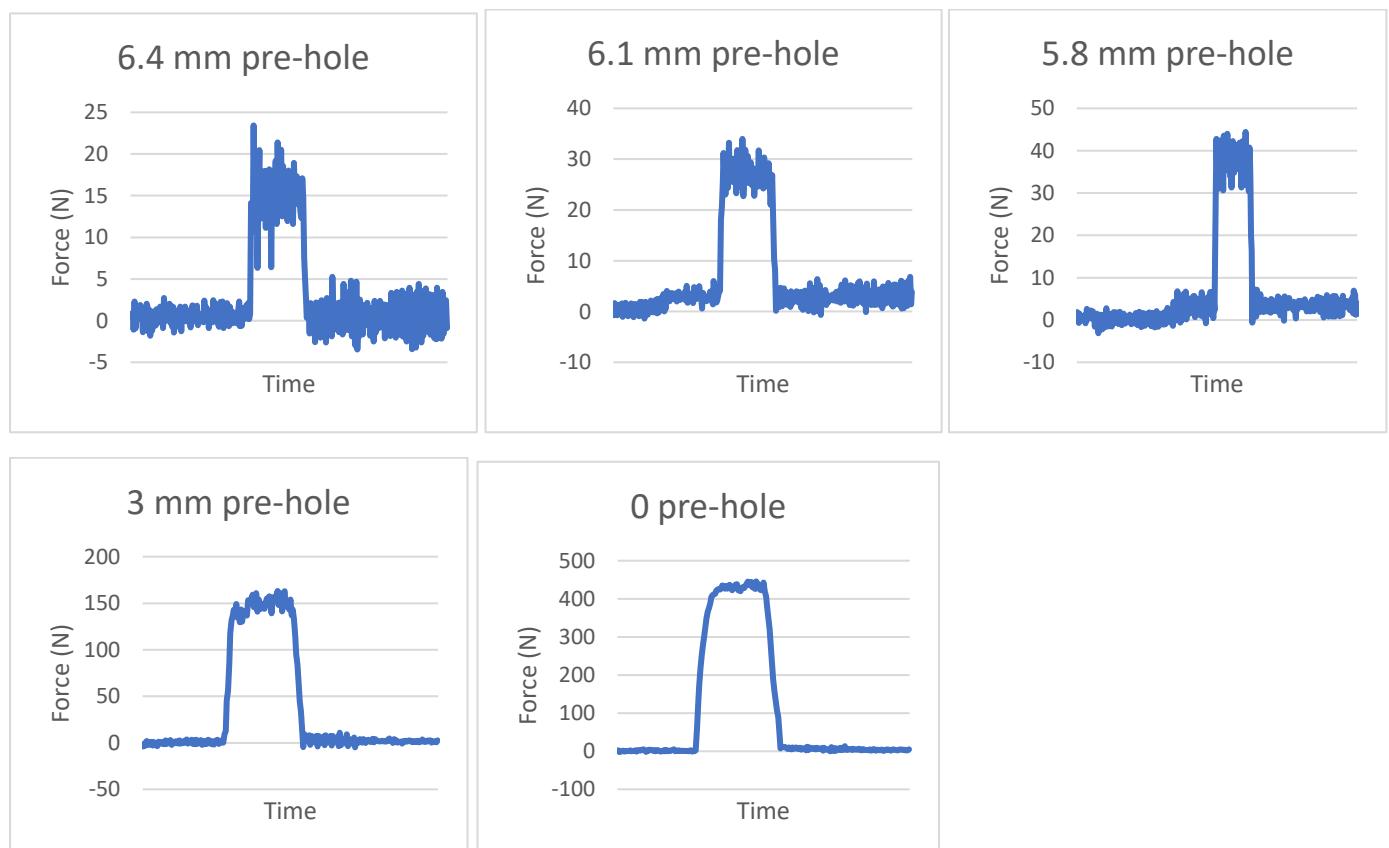 6.4 mm pre-hole
25
20
15
10
5
0
-5
Force (N)
Time
6.1 mm pre-hole
40
30
20
10
0
-10
Force (N)
Time
5.8 mm pre-hole
50
40
30
20
10
0
-10
Force (N)
Time
3 mm pre-hole
200
150
100
50
0
-50
Force (N)
Time
0 pre-hole
500
400
300
200
100
0
-100
Force (N)
Time